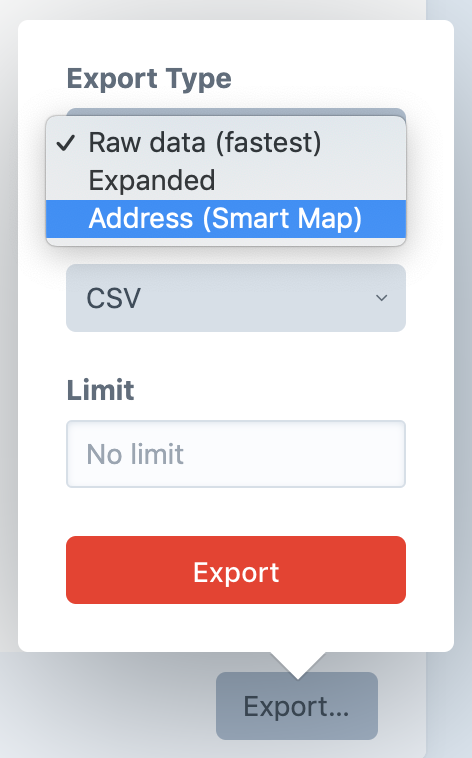 Export Type
Raw data (fastest)
Expanded
Address (Smart Map)
CSV
Limit
No limit
Export
Export...